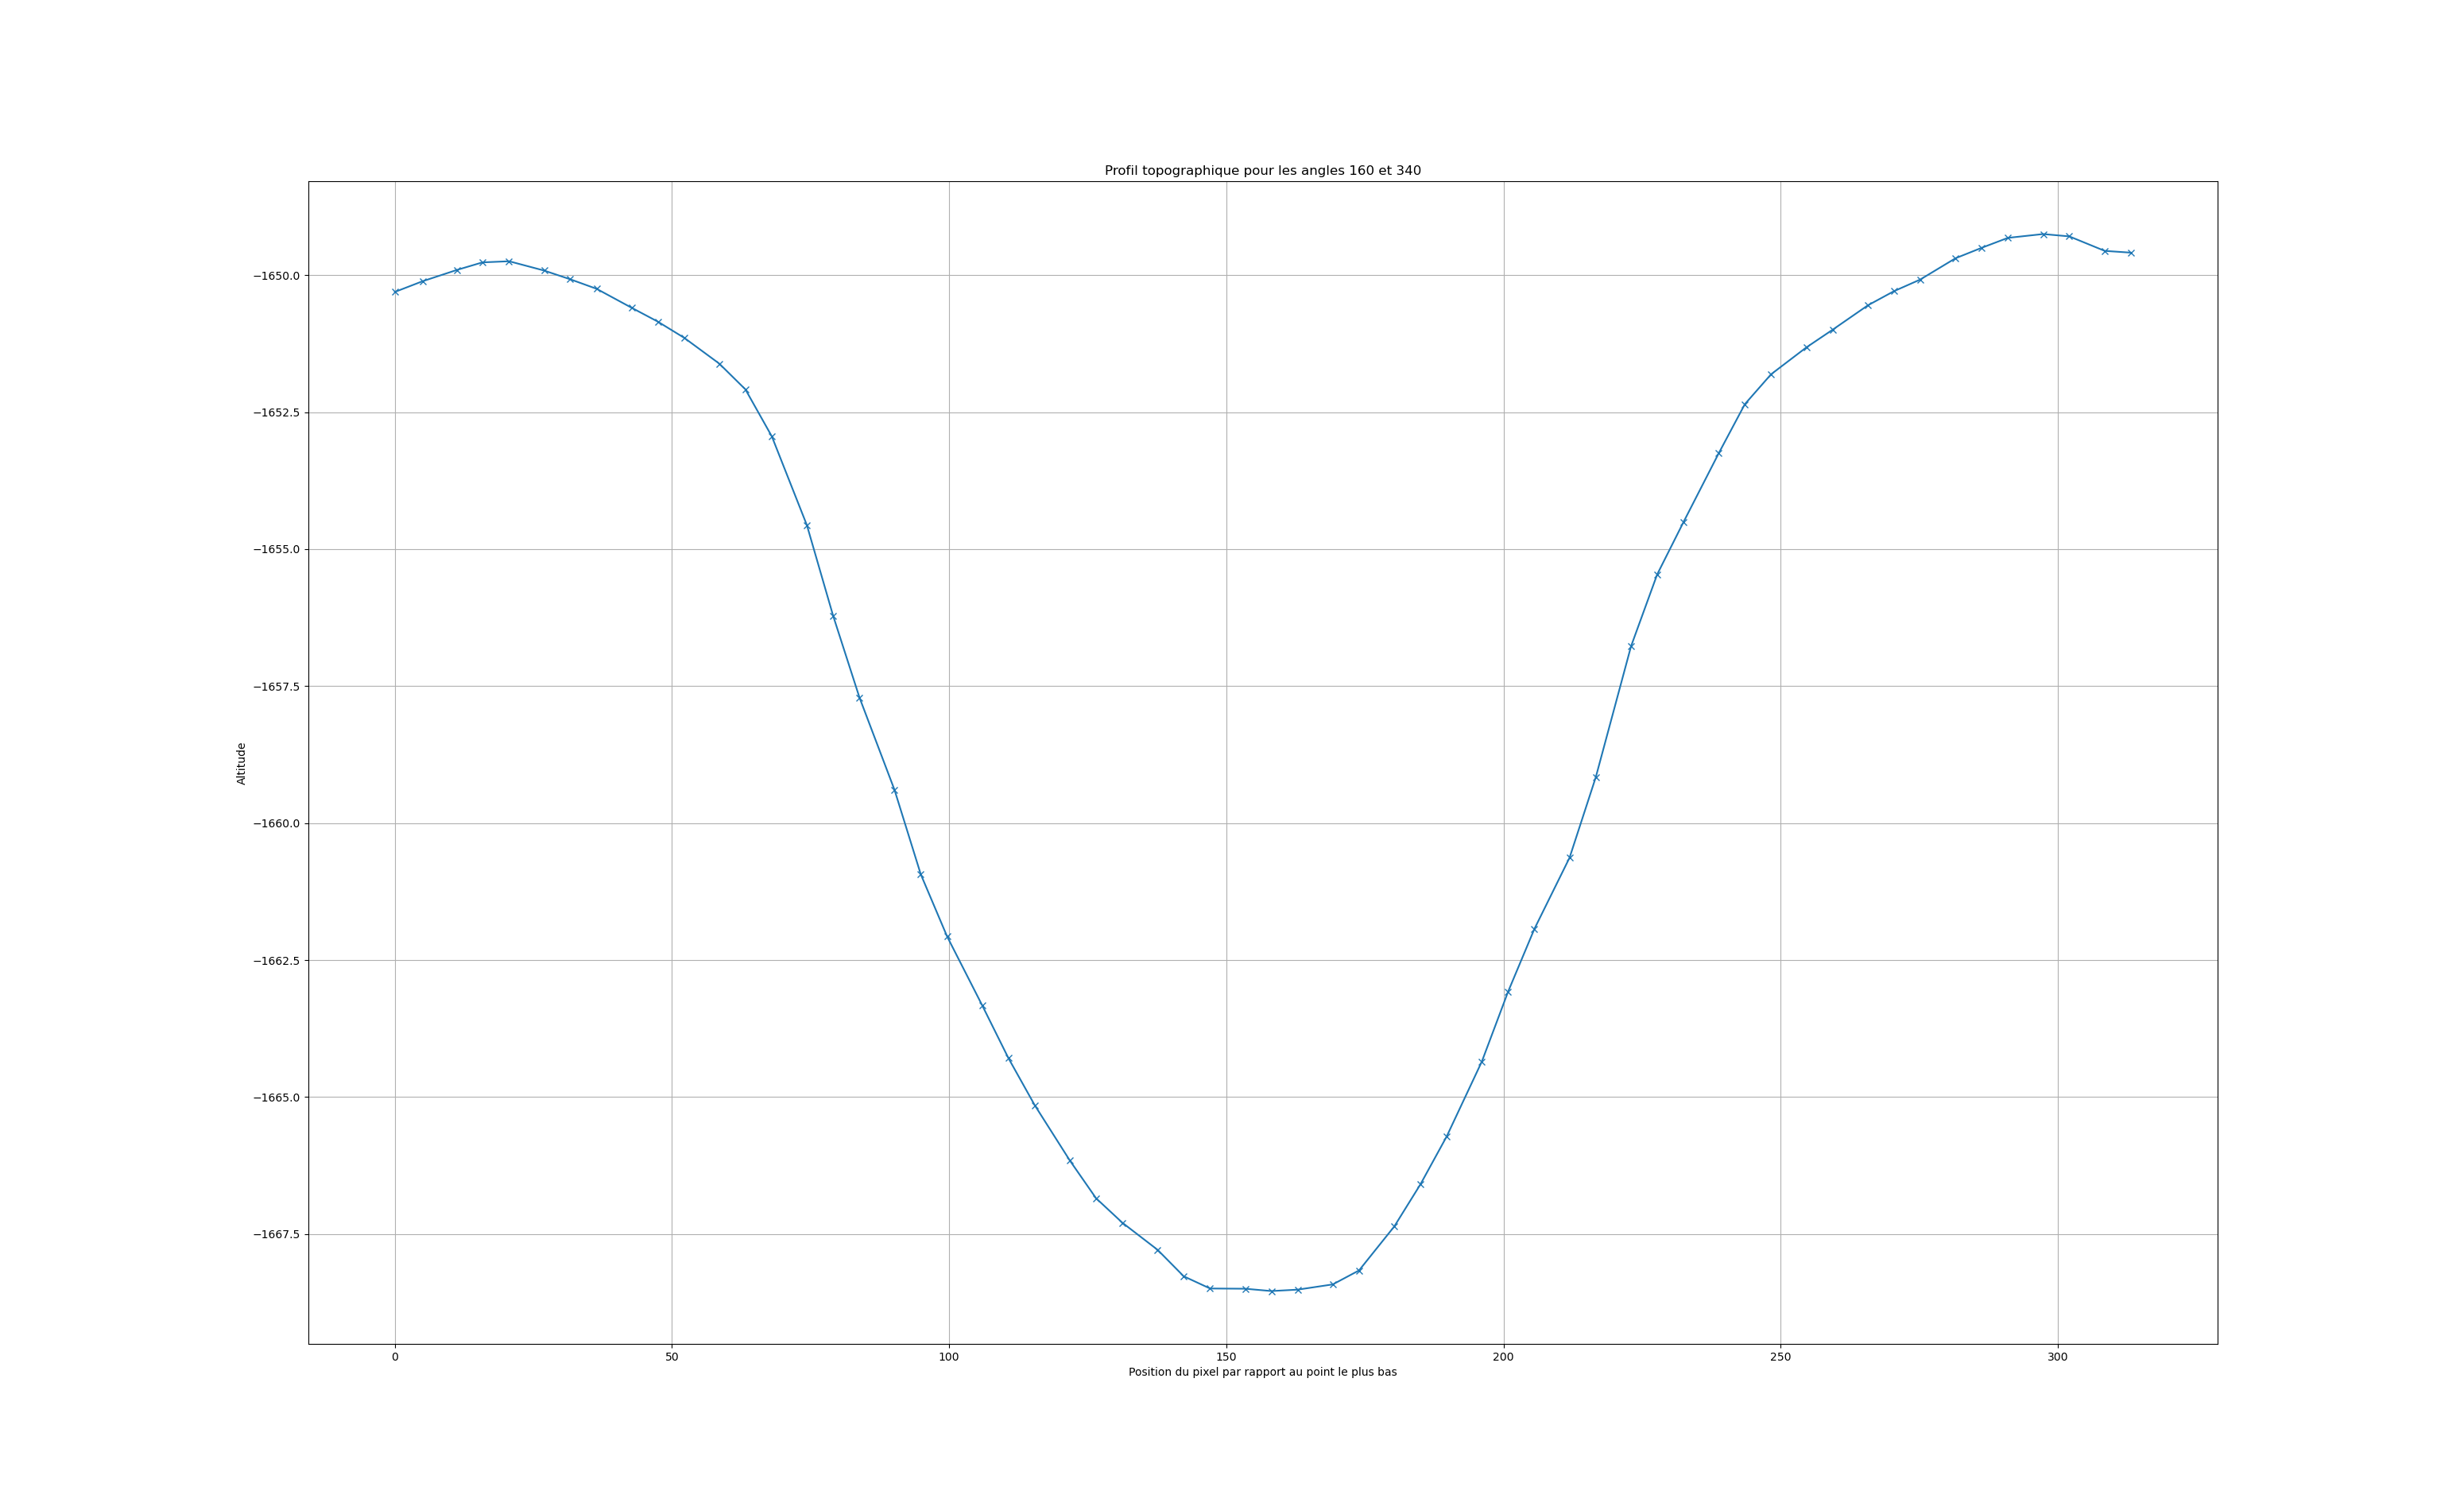 Profil topographique pour les angles 160 et 340
Altitude
−1650.0
−1652.5
−1655.0
−1657.5
−1660.0
−1662.5
−1665.0
−1667.5
0 50 100 150 200 250 300
Position du pixel par rapport au point le plus bas